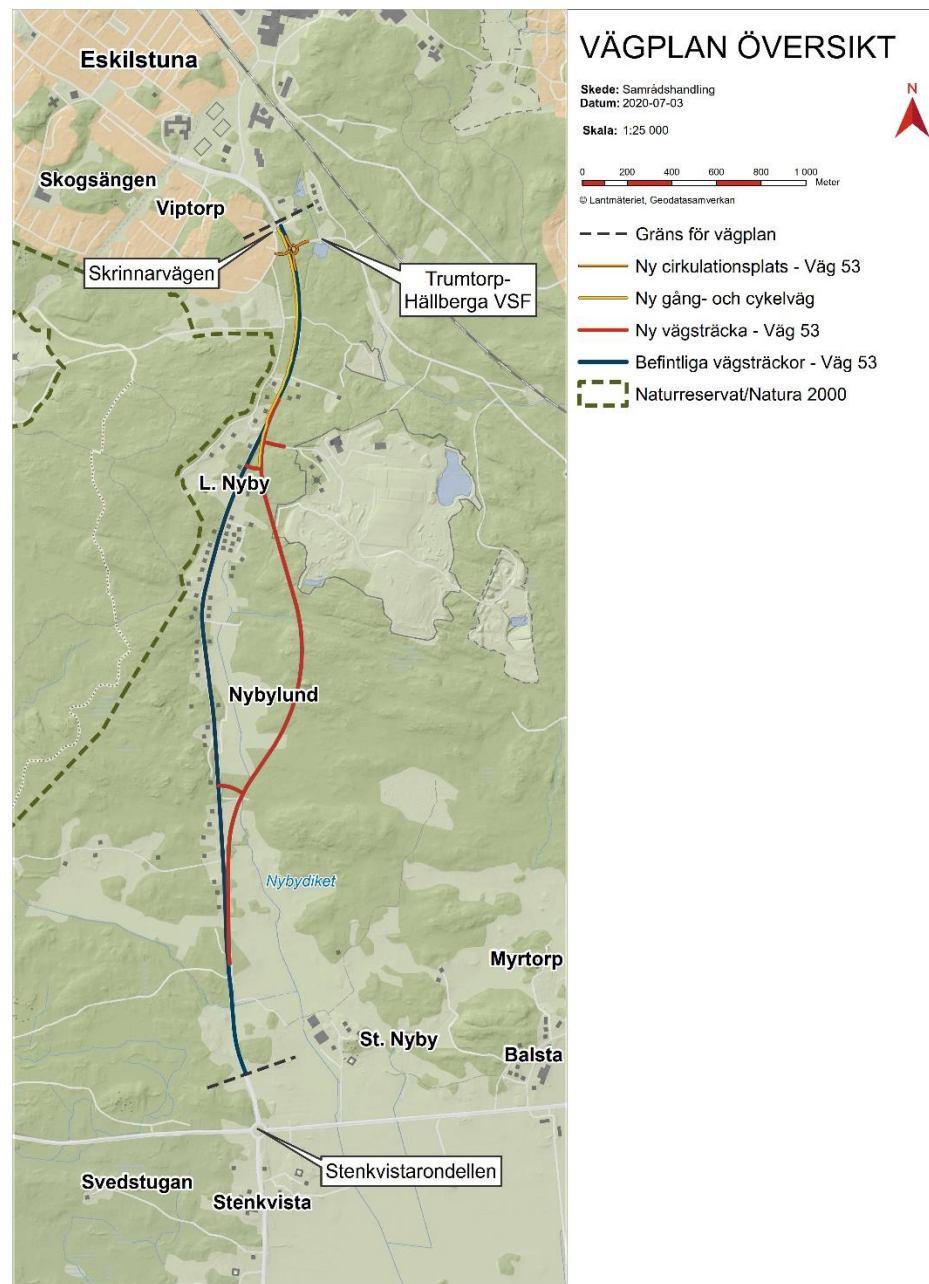 VÄGPLAN ÖVERSIKT
Skede: Samrådshandling
Datum: 2020-07-03
Skala: 1:25 000
N
0 200 400 600 800 1 000
Meter
© Lantmäteriet, Geodatasamverkan
Gräns för vägplan
Ny cirkulationsplats - Väg 53
Ny gång- och cykelväg
Ny vägsträcka - Väg 53
Befintliga vägsträckor - Väg 53
Naturreservat/Natura 2000
Eskilstuna
Skogsängen
Viptorp
Skrinnarvägen
Trumtorp-
Hällberga VSF
L. Nyby
Nybylund
Nybydiket
Myrtorp
St. Nyby
Balsta
Stenkvistarondellen
Svedstugan
Stenkvista